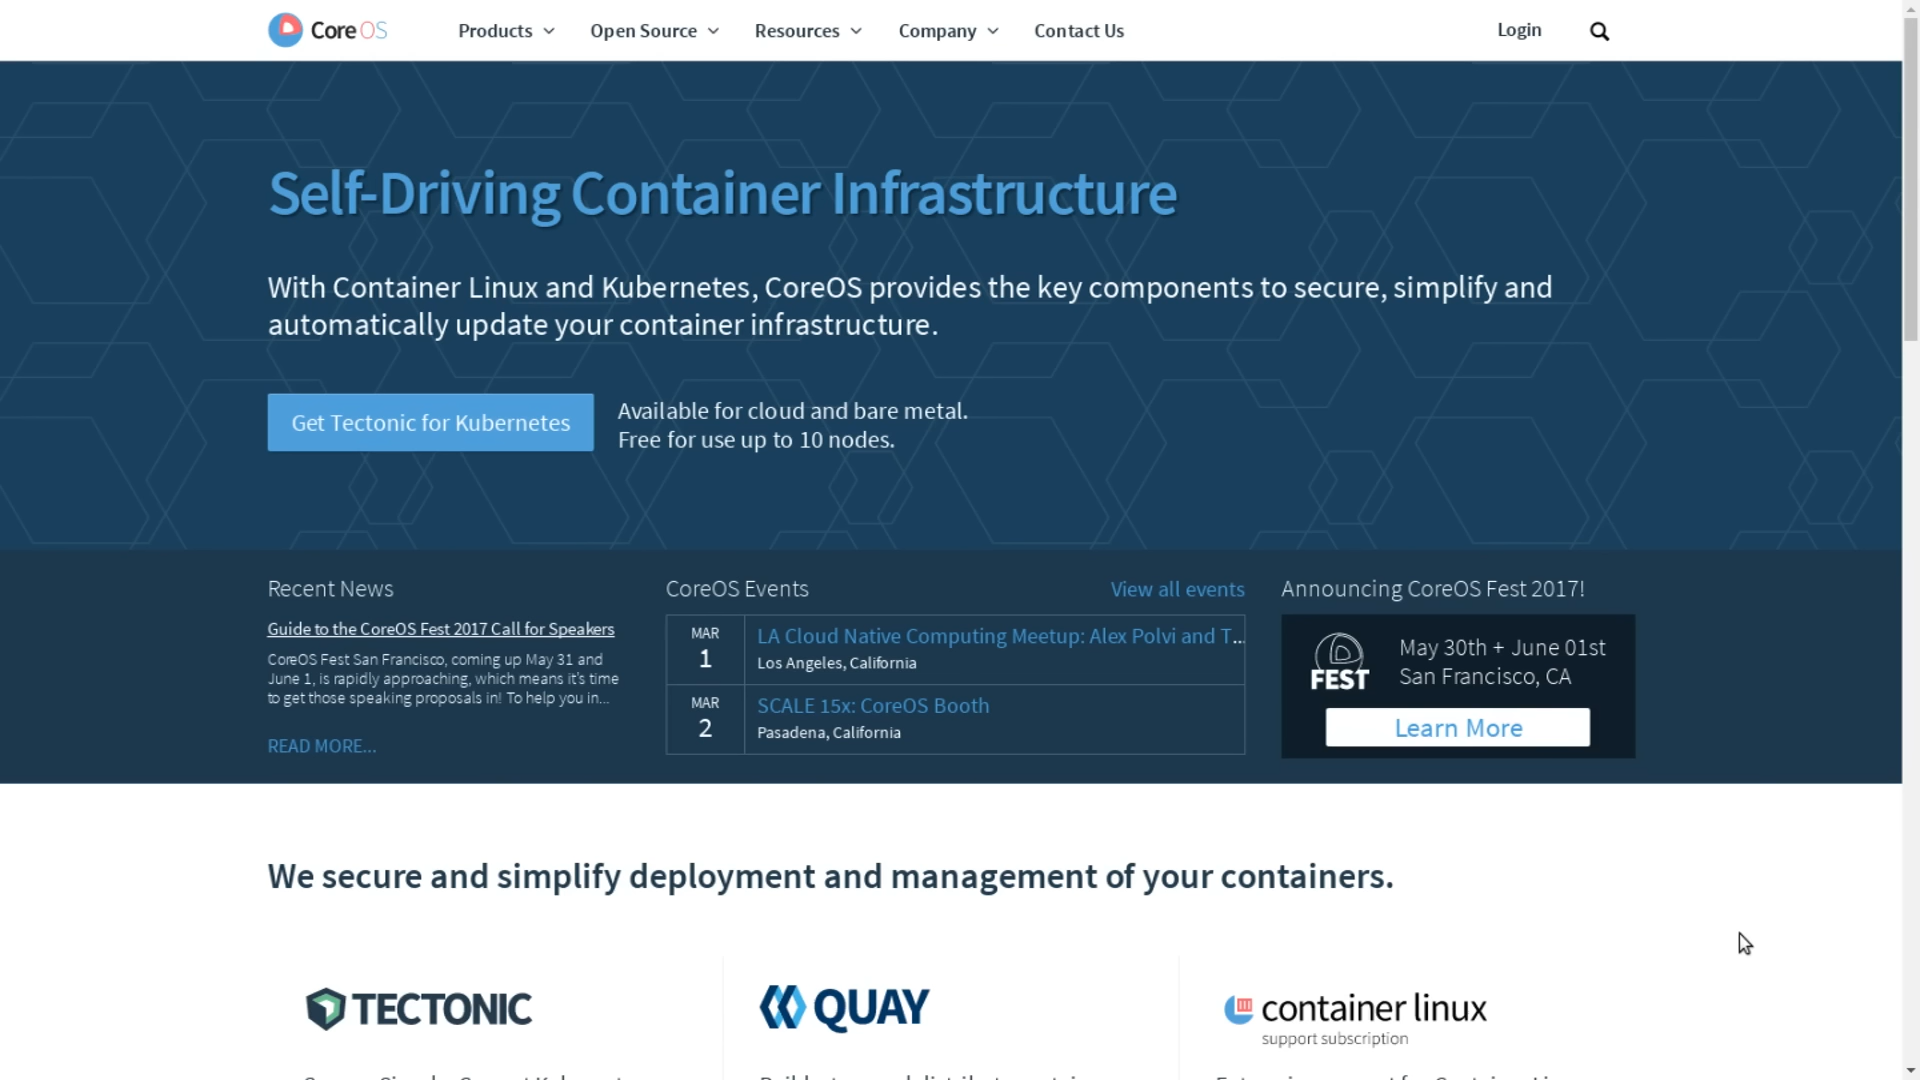 CoreOS
Products
Open Source
Resources
Company
Contact Us
Login
Self-Driving Container Infrastructure
With Container Linux and Kubernetes, CoreOS provides the key components to secure, simplify and
automatically update your container infrastructure.
Get Tectonic for Kubernetes
Available for cloud and bare metal.
Free for use up to 10 nodes.
Recent News
Guide to the CoreOS Fest 2017 Call for Speakers
CoreOS Fest San Francisco, coming up May 31 and
June 1, is rapidly approaching, which means it's time
to get those speaking proposals in! To help you in...
READ MORE...
CoreOS Events
View all events
MAR
1
LA Cloud Native Computing Meetup: Alex Polvi and T...
Los Angeles, California
MAR
2
SCALE 15x: CoreOS Booth
Pasadena, California
Announcing CoreOS Fest 2017!
FEST
May 30th + June 01st
San Francisco, CA
Learn More
We secure and simplify deployment and management of your containers.
TECTONIC
QUAY
container linux
support subscription